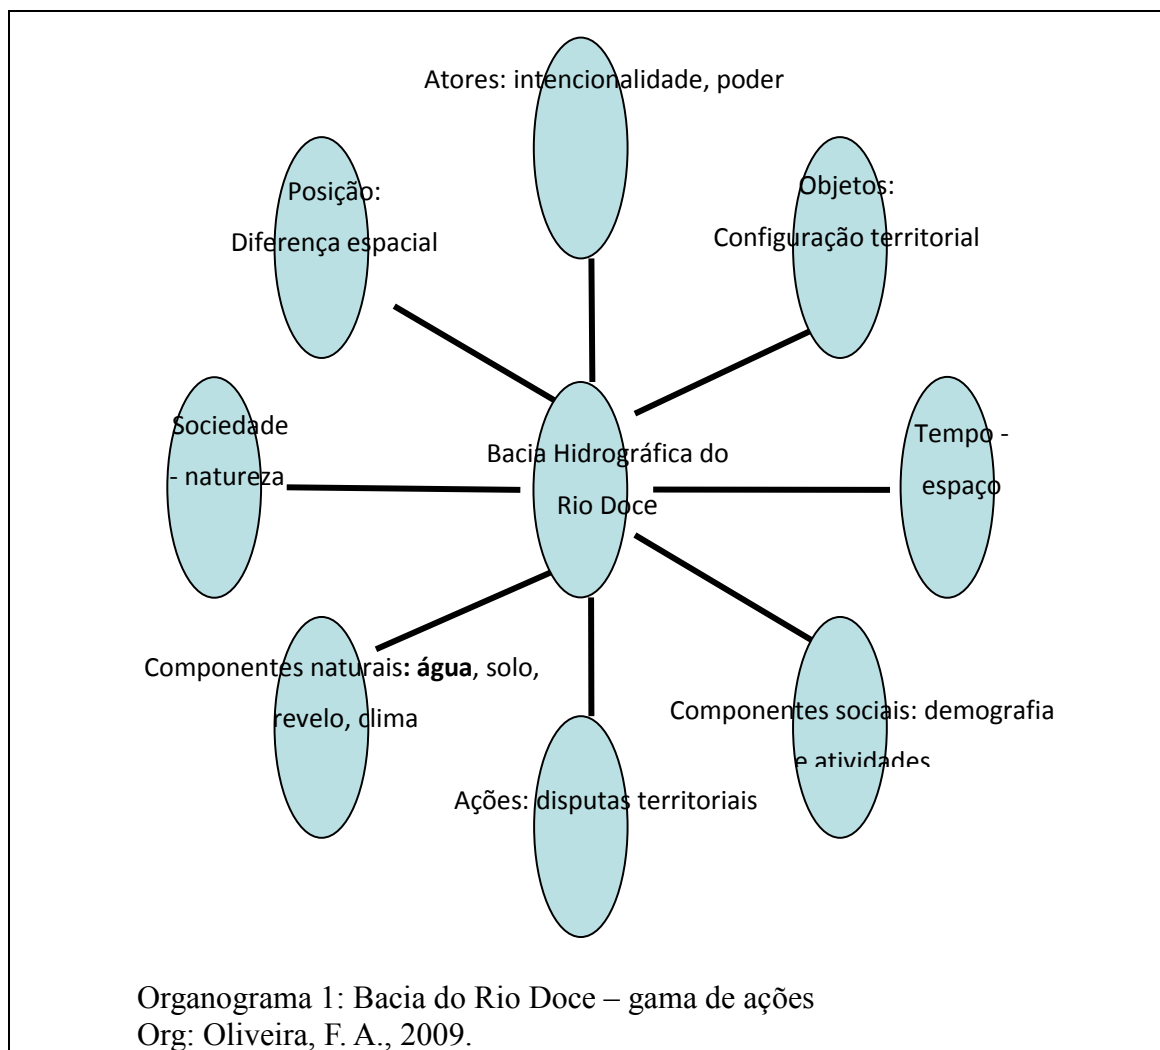 Atores: intencionalidade, poder
Posição:
Diferença espacial
Objetos:
Configuração territorial
Sociedade
- natureza
Bacia Hidrográfica do
Rio Doce
Tempo -
espaço
Componentes naturais: água, solo,
revelo, clima
Componentes sociais: demografia
e atividades
Ações: disputas territoriais
Organograma 1: Bacia do Rio Doce – gama de ações
Org: Oliveira, F. A., 2009.